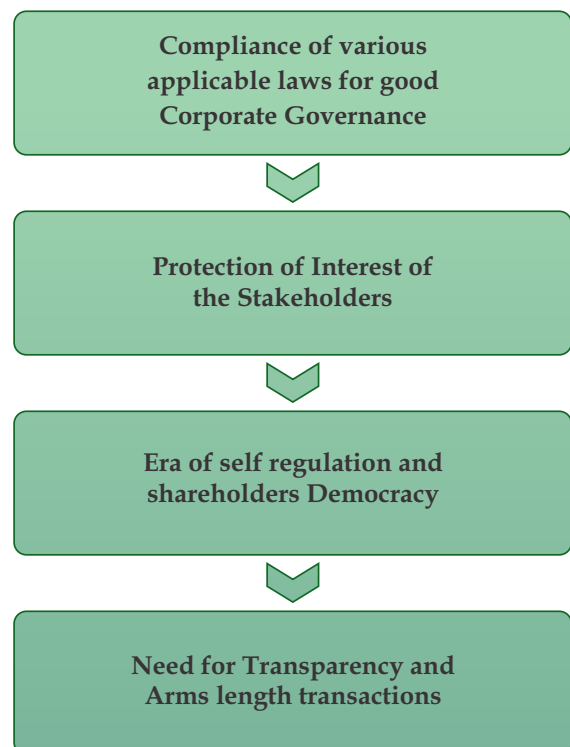 Compliance of various
applicable laws for good
Corporate Governance
Protection of Interest of
the Stakeholders
Era of self regulation and
shareholders Democracy
Need for Transparency and
Arms length transactions